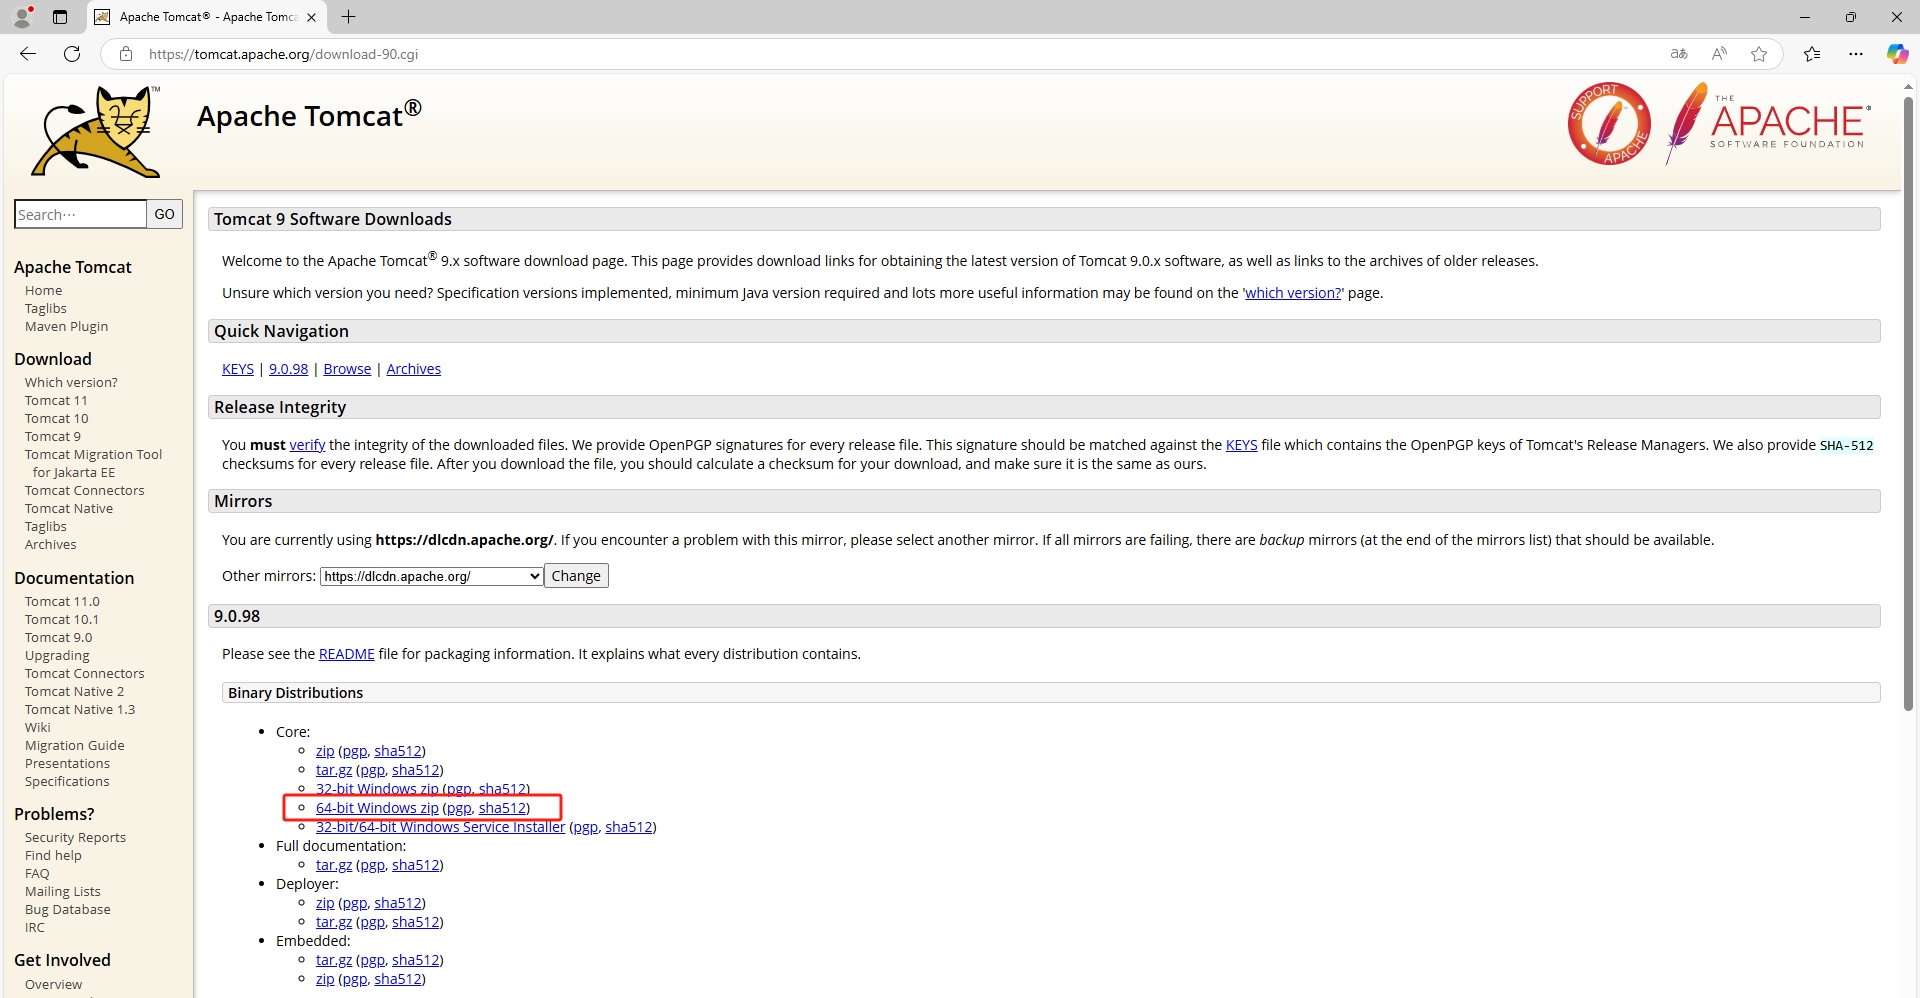 Apache Tomcat® - Apache Tomca
https://tomcat.apache.org/download-90.cgi
TM
Apache Tomcat®
SUPPORT
APACHE
THE
APACHE®
SOFTWARE FOUNDATION
Search···
GO
Apache Tomcat
Home
Taglibs
Maven Plugin
Download
Which version?
Tomcat 11
Tomcat 10
Tomcat 9
Tomcat Migration Tool
for Jakarta EE
Tomcat Connectors
Tomcat Native
Taglibs
Archives
Documentation
Tomcat 11.0
Tomcat 10.1
Tomcat 9.0
Upgrading
Tomcat Connectors
Tomcat Native 2
Tomcat Native 1.3
Wiki
Migration Guide
Presentations
Specifications
Problems?
Security Reports
Find help
FAQ
Mailing Lists
Bug Database
IRC
Get Involved
Overview
Tomcat 9 Software Downloads
Welcome to the Apache Tomcat® 9.x software download page. This page provides download links for obtaining the latest version of Tomcat 9.0.x software, as well as links to the archives of older releases.
Unsure which version you need? Specification versions implemented, minimum Java version required and lots more useful information may be found on the 'which version?' page.
Quick Navigation
KEYS | 9.0.98 | Browse | Archives
Release Integrity
You must verify the integrity of the downloaded files. We provide OpenPGP signatures for every release file. This signature should be matched against the KEYS file which contains the OpenPGP keys of Tomcat's Release Managers. We also provide SHA-512
checksums for every release file. After you download the file, you should calculate a checksum for your download, and make sure it is the same as ours.
Mirrors
You are currently using https://dlcdn.apache.org/. If you encounter a problem with this mirror, please select another mirror. If all mirrors are failing, there are backup mirrors (at the end of the mirrors list) that should be available.
Other mirrors: https://dlcdn.apache.org/ Change
9.0.98
Please see the README file for packaging information. It explains what every distribution contains.
Binary Distributions
• Core:
zip (pgp, sha512)
tar.gz (pgp, sha512)
32-bit Windows zip (pgp, sha512)
64-bit Windows zip (pgp, sha512)
32-bit/64-bit Windows Service Installer (pgp, sha512)
• Full documentation:
tar.gz (pgp, sha512)
• Deployer:
zip (pgp, sha512)
tar.gz (pgp, sha512)
• Embedded:
tar.gz (pgp, sha512)
zip (pgp, sha512)